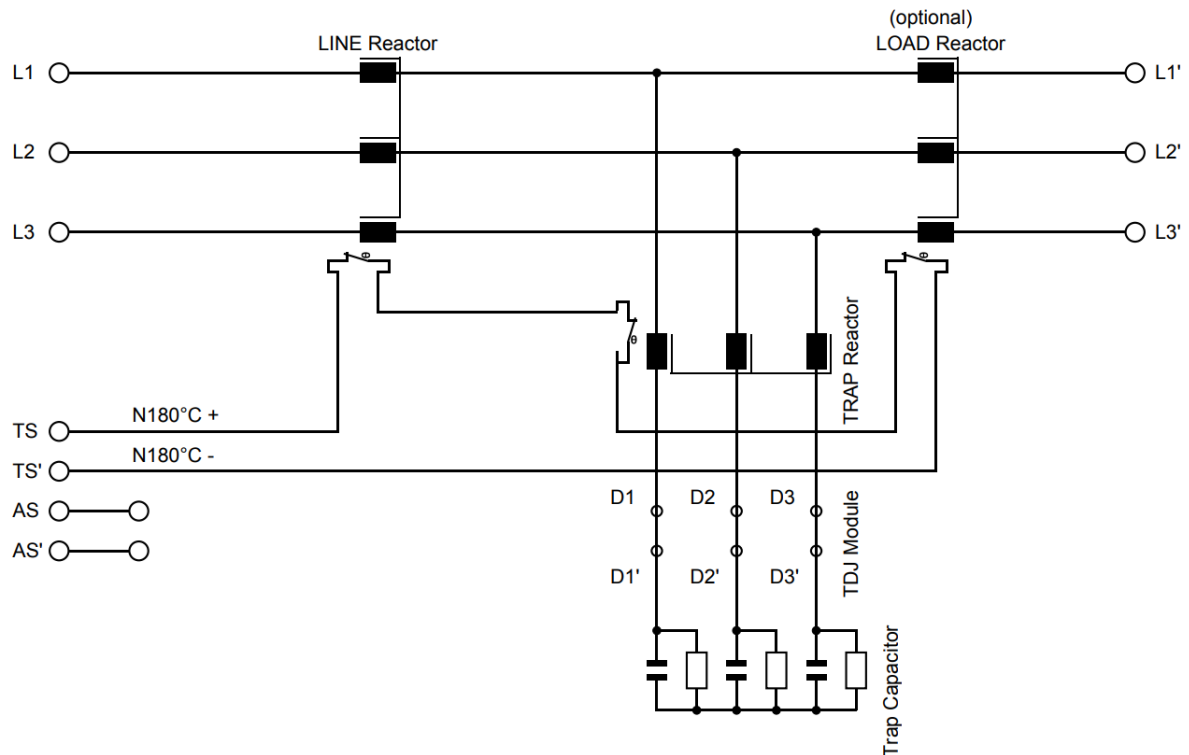 (optional)
LINE Reactor
LOAD Reactor
L1
L1'
L2
L2'
L3
L3'
θ
θ
θ
TRAP Reactor
N180°C +
TS
N180°C -
TS'
AS
AS'
D1
D2
D3
TDJ Module
D1'
D2'
D3'
Trap Capacitor